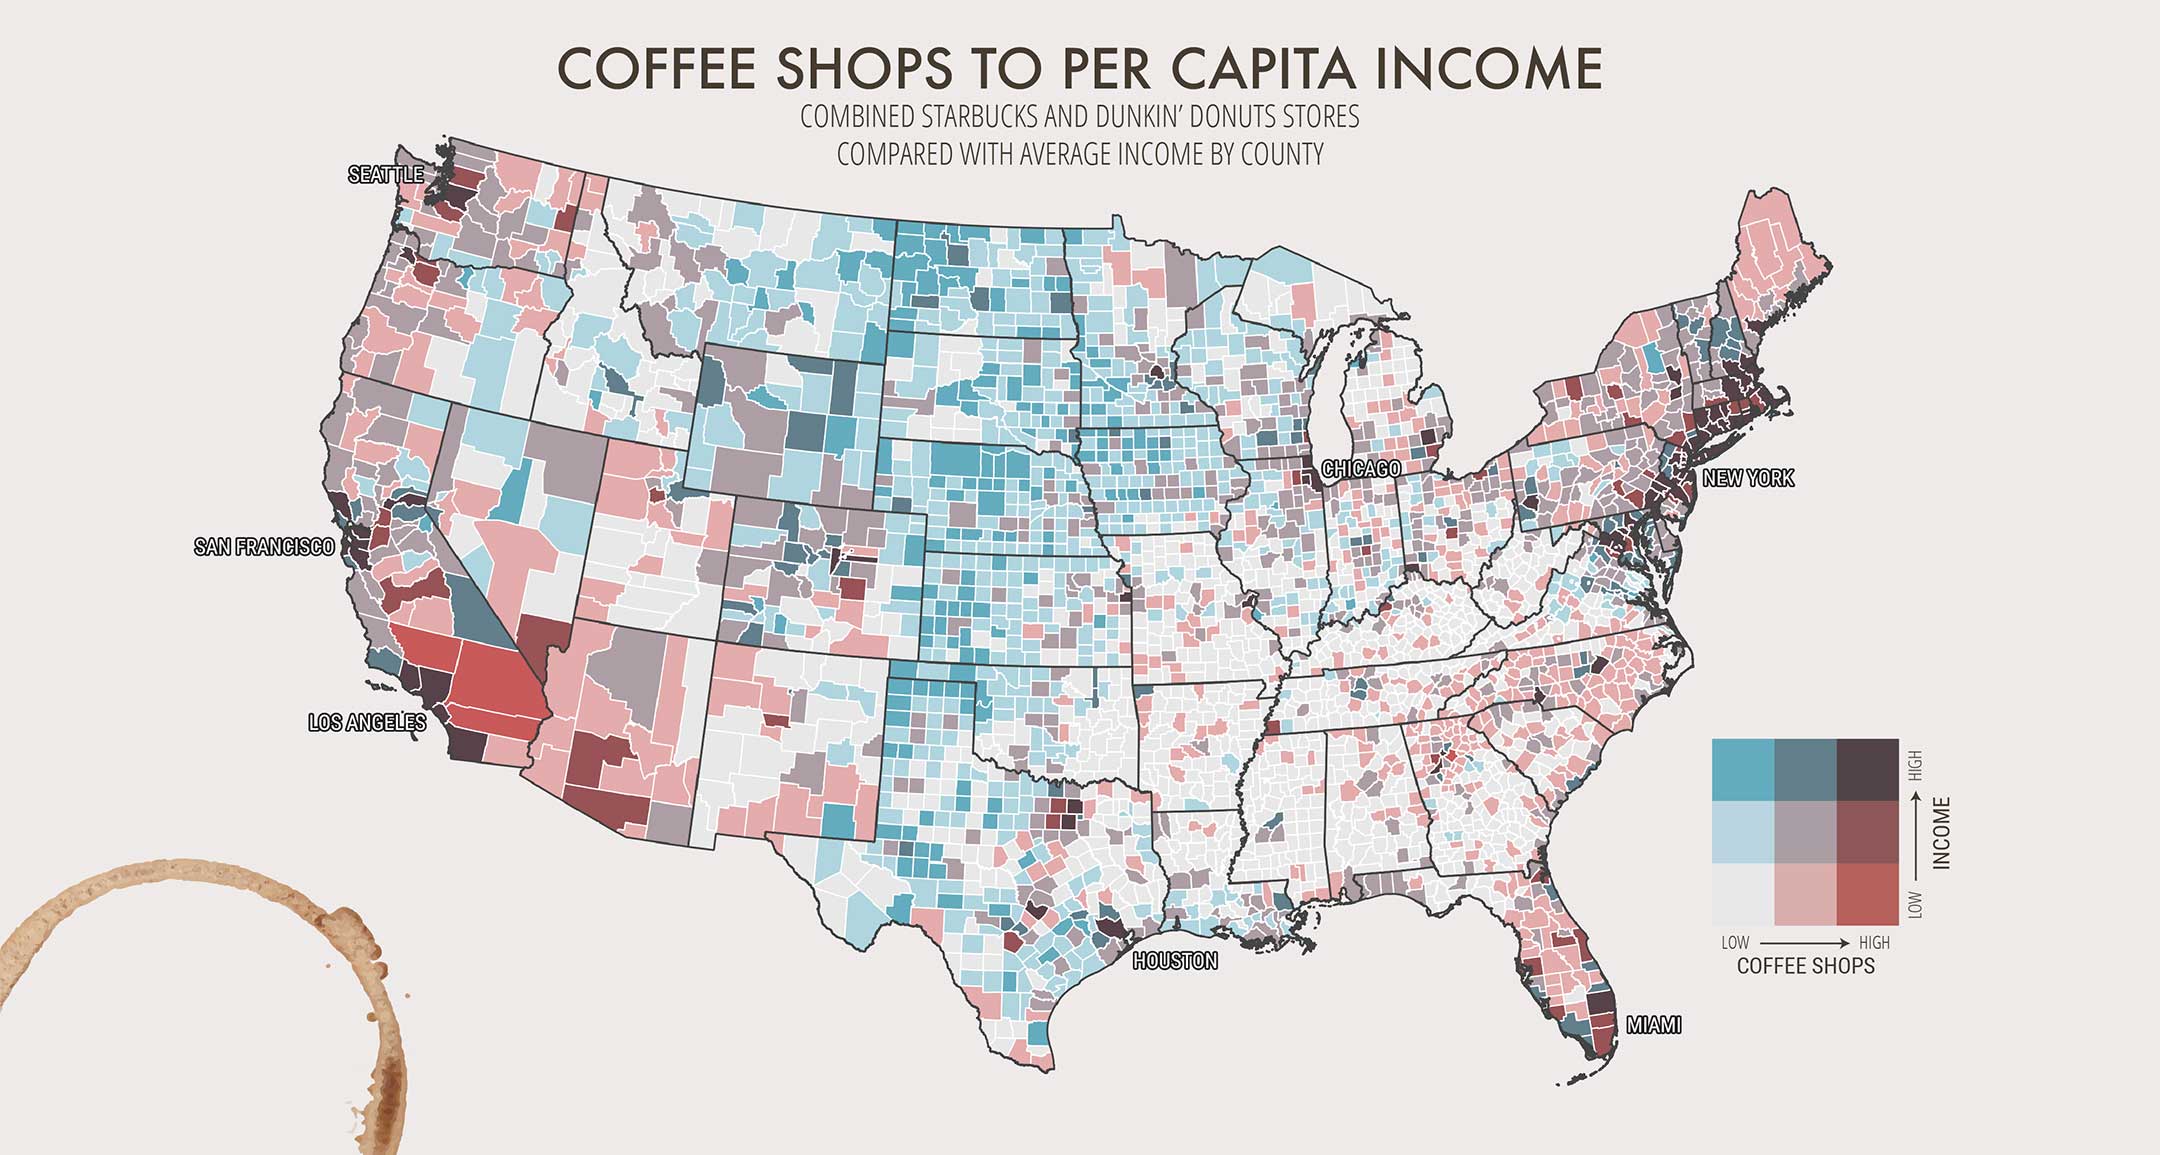 COFFEE SHOPS TO PER CAPITA INCOME
COMBINED STARBUCKS AND DUNKIN' DONUTS STORES
COMPARED WITH AVERAGE INCOME BY COUNTY
SEATTLE
CHICAGO
NEW YORK
SAN FRANCISCO
LOS ANGELES
HOUSTON
MIAMI
HIGH
INCOME
LOW
LOW
HIGH
COFFEE SHOPS